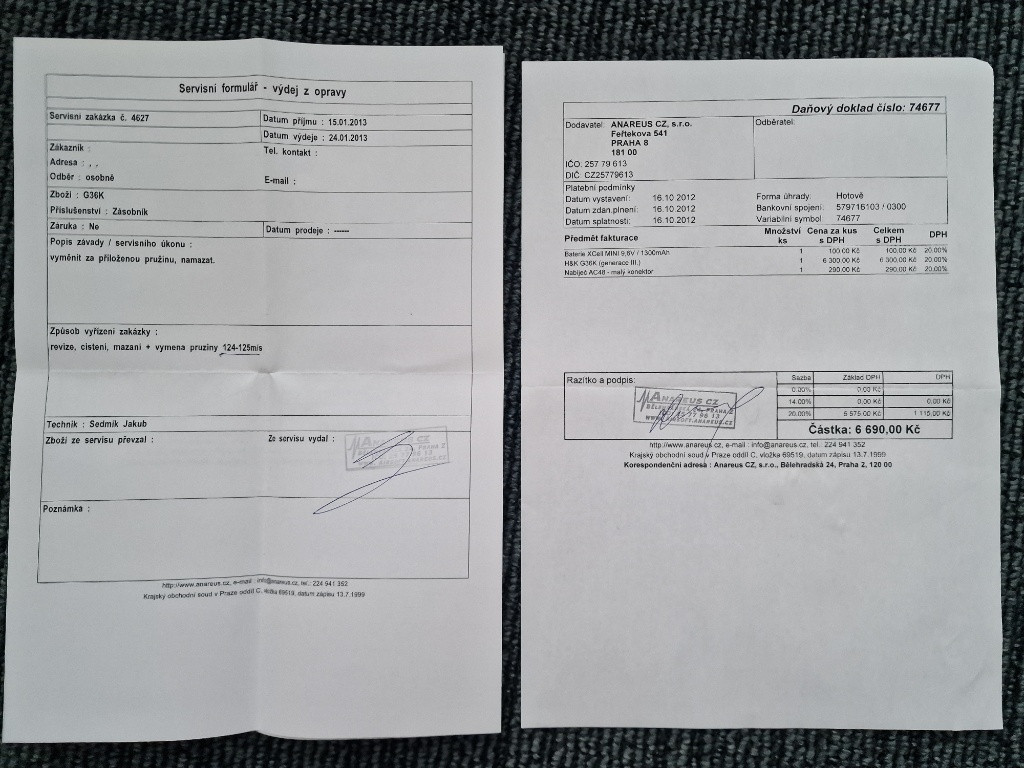 Servisní formulář - výdej z opravy
Servisní zakázka č. 4627
Datum příjmu : 15.01.2013
Datum výdeje : 24.01.2013
Zákazník :
Tel. kontakt :
Adresa : , ,
Odběr : osobně
E-mail :
Zboží : G36K
Příslušenství : Zásobník
Záruka : Ne
Datum prodeje : ------
Popis závady / servisního úkonu :
vyměnit za přiloženou pružinu, namazat.
Způsob vyřízení zakázky :
revize, cisteni, mazani + vymena pruziny 124-125m/s
Technik : Sedmík Jakub
Zboží ze servisu převzal :
Ze servisu vydal :
ANAREUS CZ
WWW.AIRSOFT.ANAREUS.CZ
Poznámka :
http://www.anareus.cz, e-mail : info@anareus.cz, tel.: 224 941 352
Krajský obchodní soud v Praze oddíl C, vložka 69519, datum zápisu 13.7.1999
Daňový doklad číslo: 74677
Dodavatel: ANAREUS CZ, s.r.o.
Odběratel:
Feřtekova 541
PRAHA 8
181 00
IČO: 257 79 613
DIČ: CZ25779613
Platební podmínky
Datum vystavení: 16.10.2012
Forma úhrady: Hotově
Datum zdan.plnění: 16.10.2012
Bankovní spojení: 579716103 / 0300
Datum splatnosti: 16.10.2012
Variabilní symbol: 74677
Předmět fakturace Množství ks Cena za kus s DPH Celkem s DPH DPH
Baterie XCell MINI 9,6V / 1300mAh 1 100,00 Kč 100,00 Kč 20.00%
H&K G36K (generace III.) 1 6 300,00 Kč 6 300,00 Kč 20.00%
Nabíječ AC48 - malý konektor 1 290,00 Kč 290,00 Kč 20.00%
Razítko a podpis:
ANAREUS CZ
Sazba Základ DPH DPH
0.00% 0,00 Kč
14.00% 0,00 Kč 0,00 Kč
20.00% 5 575,00 Kč 1 115,00 Kč
Částka: 6 690,00 Kč
http://www.anareus.cz, e-mail : info@anareus.cz, tel.: 224 941 352
Krajský obchodní soud v Praze oddíl C, vložka 69519, datum zápisu 13.7.1999
Korespondenční adresa : Anareus CZ, s.r.o., Bělehradská 24, Praha 2, 120 00